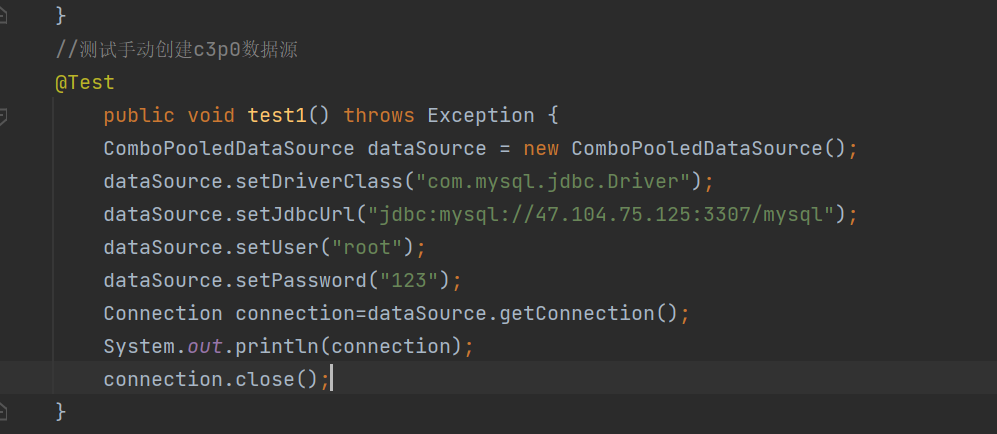 }
//测试手动创建c3p0数据源
@Test
public void test1() throws Exception {
ComboPooledDataSource dataSource = new ComboPooledDataSource();
dataSource.setDriverClass("com.mysql.jdbc.Driver");
dataSource.setJdbcUrl("jdbc:mysql://47.104.75.125:3307/mysql");
dataSource.setUser("root");
dataSource.setPassword("123");
Connection connection=dataSource.getConnection();
System.out.println(connection);
connection.close();
}